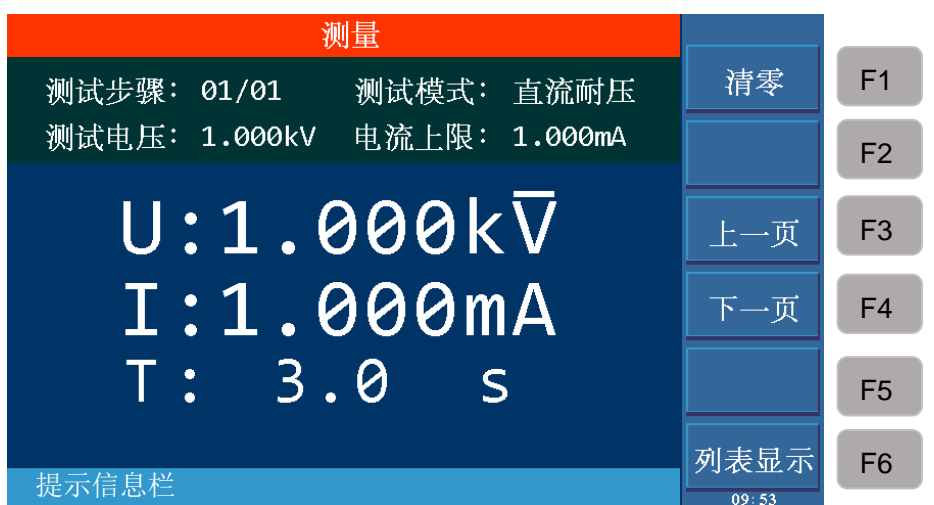 测量
测试步骤: 01/01 测试模式: 直流耐压
测试电压: 1.000kV 电流上限: 1.000mA
U:1.000kV
I:1.000mA
T: 3.0 s
提示信息栏
清零
上一页
下一页
列表显示
09:53
F1
F2
F3
F4
F5
F6